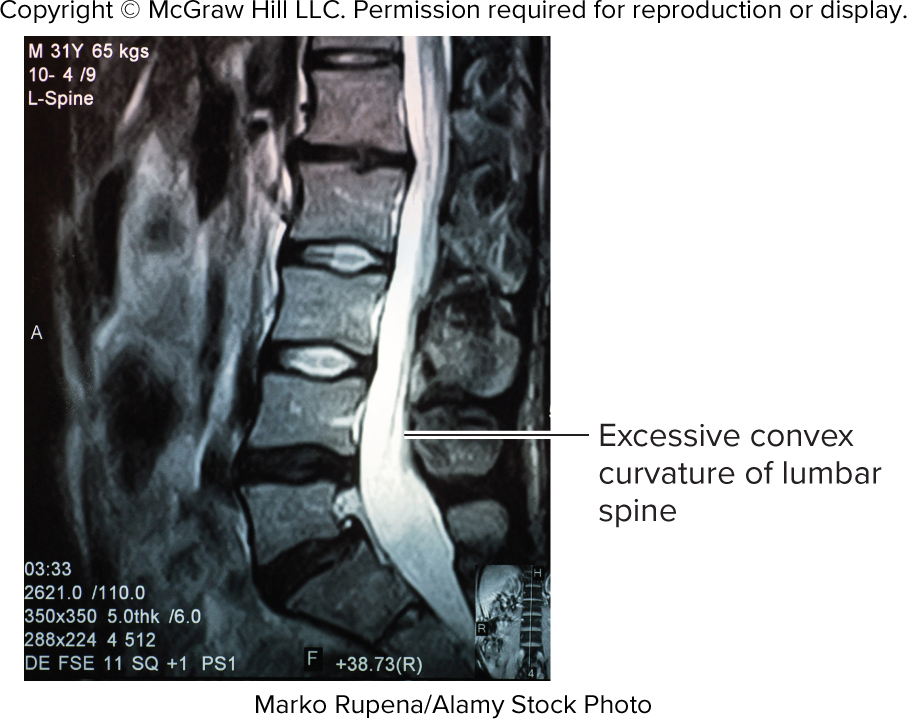 Copyright © McGraw Hill LLC. Permission required for reproduction or display.
M 31Y 65 kgs
10- 4 /9
L-Spine
A
Excessive convex
curvature of lumbar
spine
03:33
2621.0 /110.0
350x350 5.0thk /6.0
288x224 4 512
DE FSE 11 SQ +1 PS1
F +38.73(R)
H
R
4
Marko Rupena/Alamy Stock Photo